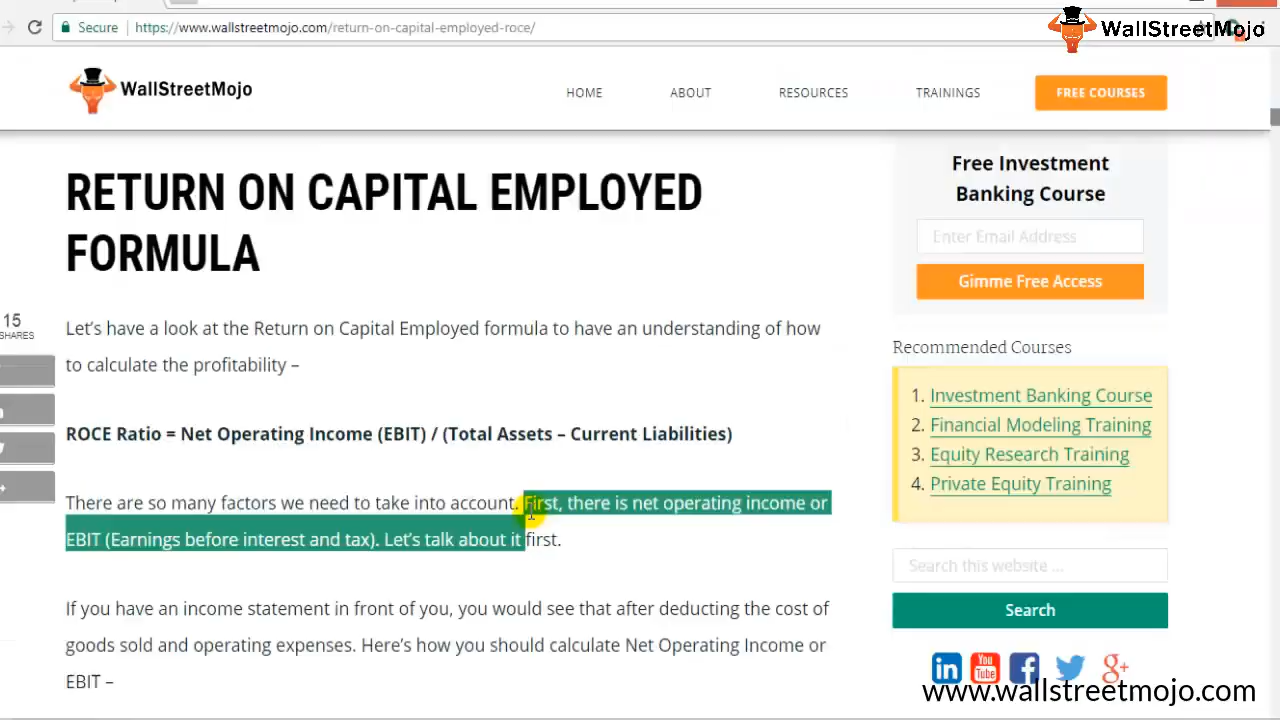 Secure https://www.wallstreetmojo.com/return-on-capital-employed-roce/
WallStreetMojo
WallStreetMojo
HOME ABOUT RESOURCES TRAININGS FREE COURSES
RETURN ON CAPITAL EMPLOYED
FORMULA
15
SHARES
Let's have a look at the Return on Capital Employed formula to have an understanding of how
to calculate the profitability –
ROCE Ratio = Net Operating Income (EBIT) / (Total Assets – Current Liabilities)
There are so many factors we need to take into account. First, there is net operating income or
EBIT (Earnings before interest and tax). Let's talk about it first.
If you have an income statement in front of you, you would see that after deducting the cost of
goods sold and operating expenses. Here's how you should calculate Net Operating Income or
EBIT –
Free Investment
Banking Course
Enter Email Address
Gimme Free Access
Recommended Courses
1. Investment Banking Course
2. Financial Modeling Training
3. Equity Research Training
4. Private Equity Training
Search this website ...
Search
in You Tube f g+
www.wallstreetmojo.com